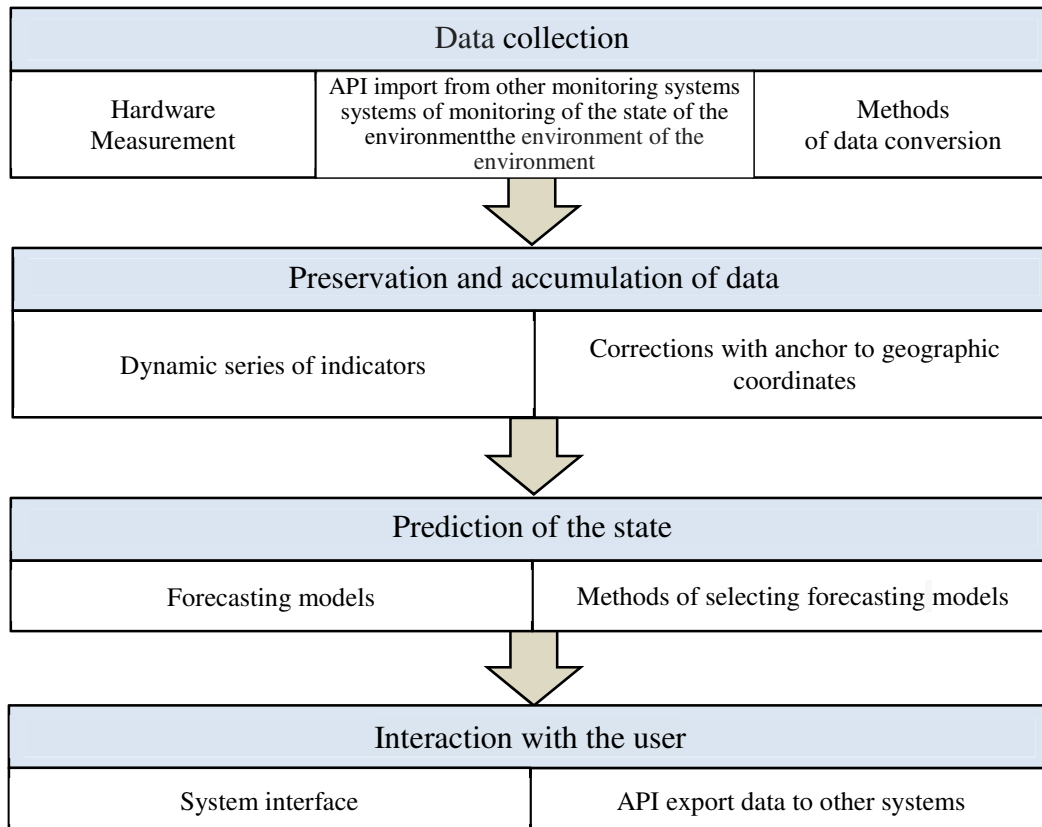 Data collection
Hardware
Measurement
API import from other monitoring systems
systems of monitoring of the state of the
environmentthe environment of the
environment
Methods
of data conversion
Preservation and accumulation of data
Dynamic series of indicators
Corrections with anchor to geographic
coordinates
Prediction of the state
Forecasting models
Methods of selecting forecasting models
Interaction with the user
System interface
API export data to other systems